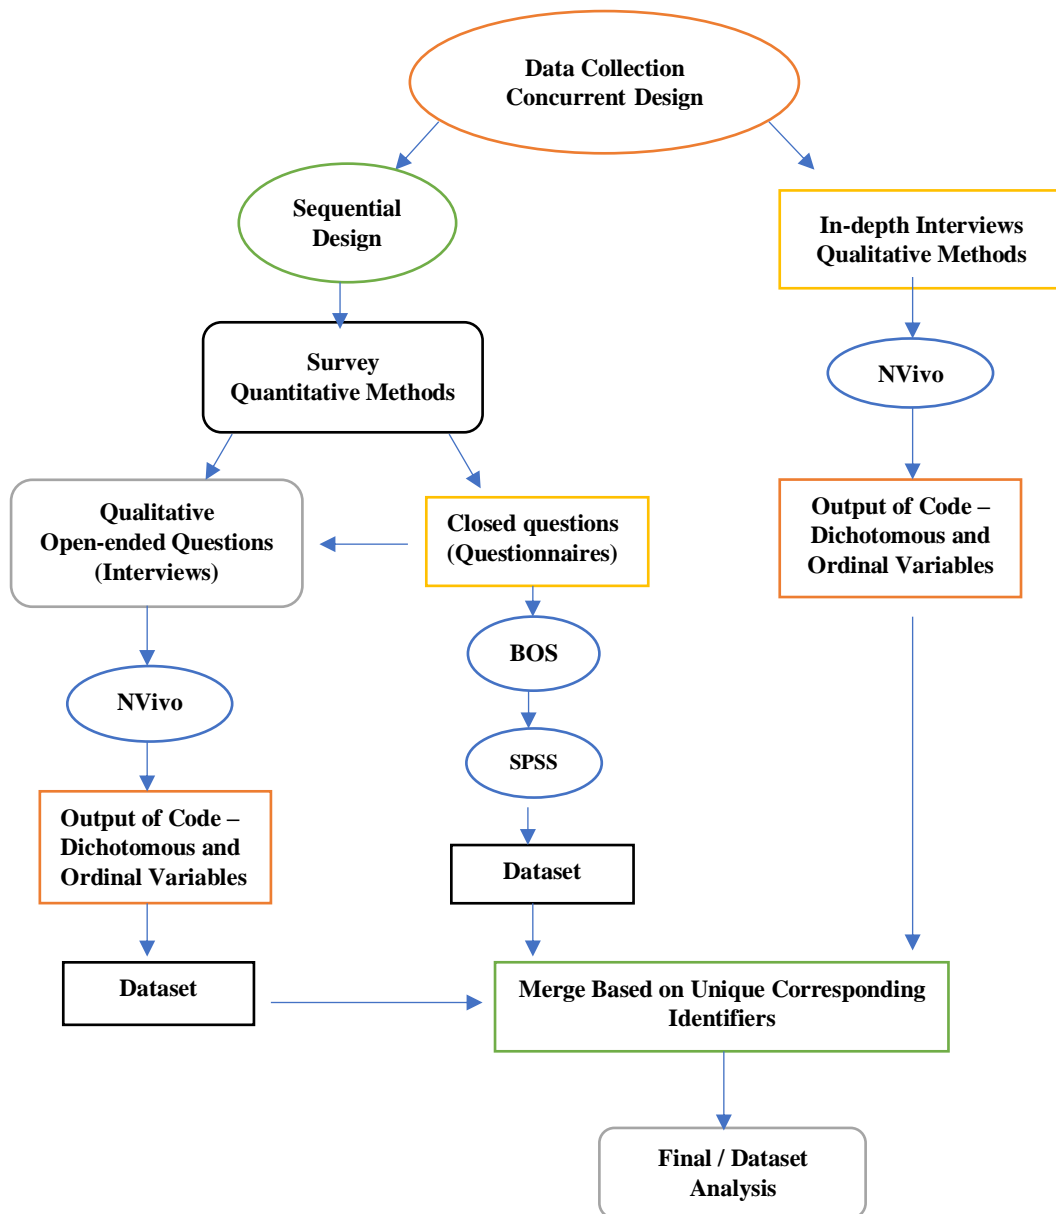 Data Collection
Concurrent Design
Sequential
Design
In-depth Interviews
Qualitative Methods
Survey
Quantitative Methods
NVivo
Qualitative
Open-ended Questions
(Interviews)
Closed questions
(Questionnaires)
Output of Code –
Dichotomous and
Ordinal Variables
BOS
NVivo
SPSS
Output of Code –
Dichotomous and
Ordinal Variables
Dataset
Dataset
Merge Based on Unique Corresponding
Identifiers
Final / Dataset
Analysis